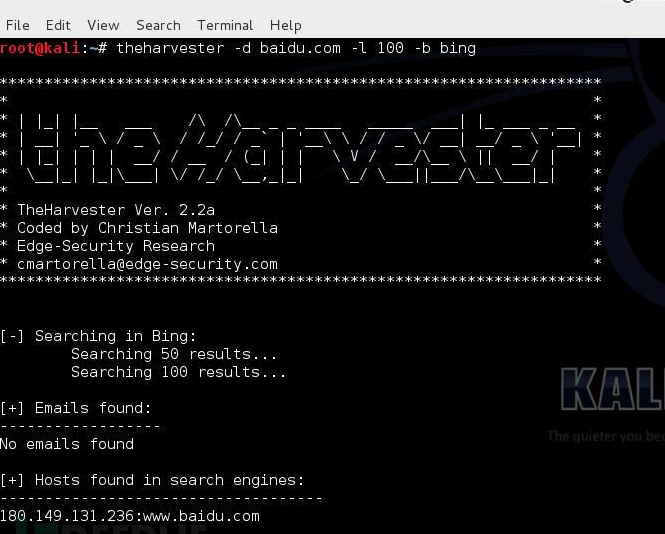 File Edit View Search Terminal Help
root@kali:~# theharvester -d baidu.com -l 100 -b bing
*******************************************************************
* *
* TheHarvester Ver. 2.2a *
* Coded by Christian Martorella *
* Edge-Security Research *
* cmartorella@edge-security.com *
*******************************************************************
[-] Searching in Bing:
Searching 50 results...
Searching 100 results...
[+] Emails found:
------------------
No emails found
[+] Hosts found in search engines:
------------------------------------
180.149.131.236:www.baidu.com
KALI
The quieter you bec